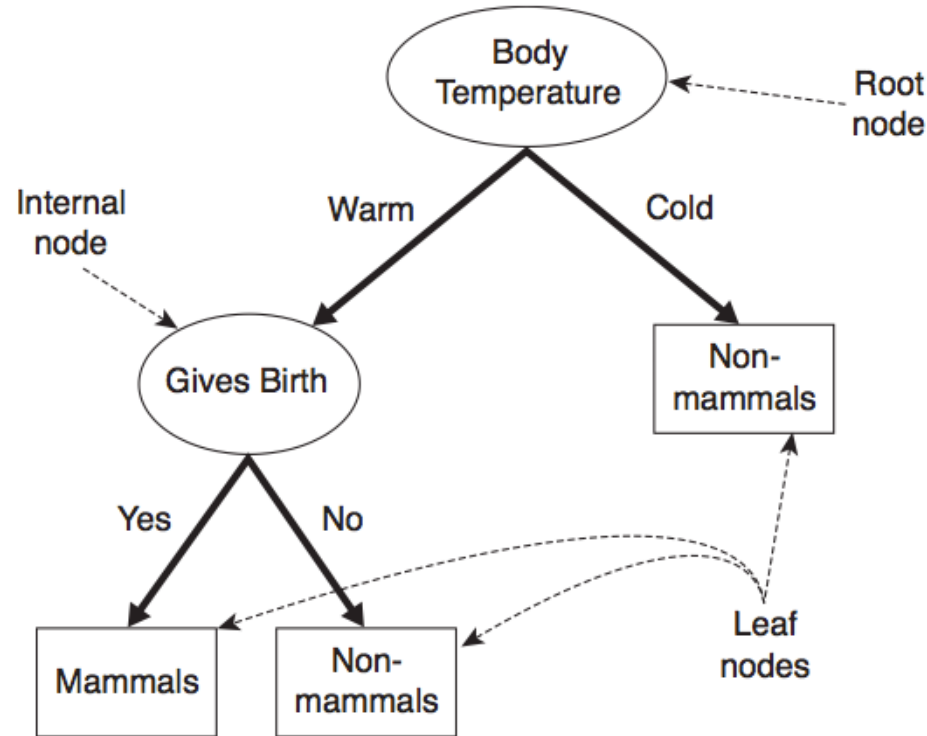 Body
Temperature
Root
node
Warm
Cold
Internal
node
Gives Birth
Non-
mammals
Yes
No
Mammals
Non-
mammals
Leaf
nodes